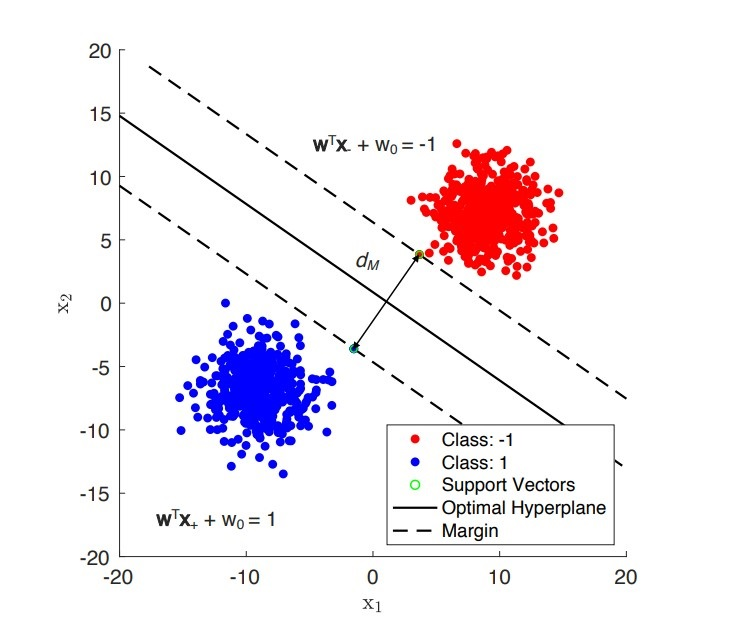 20
15
10
5
0
-5
-10
-15
-20
-20
-10
0
10
20
x₂
x₁
wᵀx₋ + w₀ = -1
d_M
wᵀx₊ + w₀ = 1
Class: -1
Class: 1
Support Vectors
Optimal Hyperplane
Margin